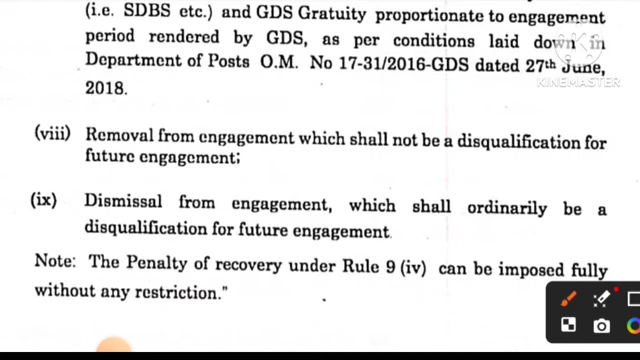 (i.e. SDBS etc.) and GDS Gratuity proportionate to engagement
period rendered by GDS, as per conditions laid down in
Department of Posts O.M. No 17-31/2016-GDS dated 27th June,
2018.
KINEMASTER
(viii) Removal from engagement which shall not be a disqualification for
future engagement;
(ix) Dismissal from engagement, which shall ordinarily be a
disqualification for future engagement.
Note: The Penalty of recovery under Rule 9 (iv) can be imposed fully
without any restriction."